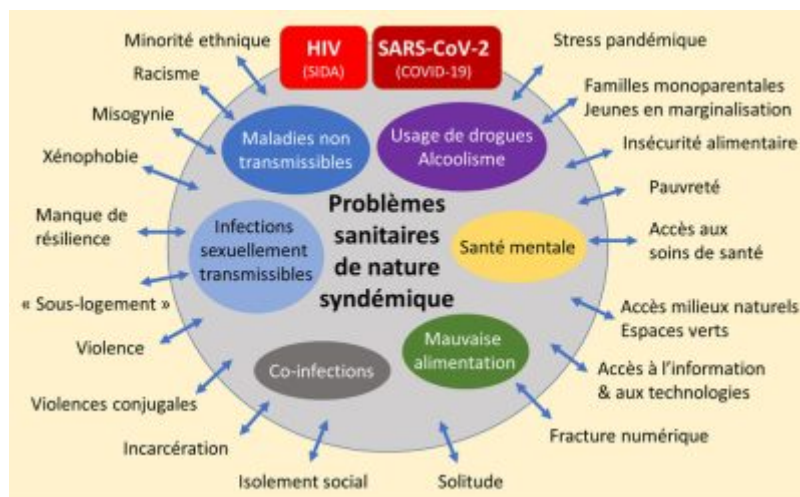 HIV
(SIDA)
SARS-CoV-2
(COVID-19)
Minorité ethnique
Racisme
Misogynie
Xénophobie
Manque de
résilience
« Sous-logement »
Violence
Violences conjugales
Incarcération
Isolement social
Solitude
Stress pandémique
Familles monoparentales
Jeunes en marginalisation
Insécurité alimentaire
Pauvreté
Accès aux
soins de santé
Accès milieux naturels
Espaces verts
Accès à l’information
& aux technologies
Fracture numérique
Maladies non
transmissibles
Usage de drogues
Alcoolisme
Infections
sexuellement
transmissibles
Problèmes
sanitaires
de nature
syndémique
Santé mentale
Mauvaise
alimentation
Co-infections